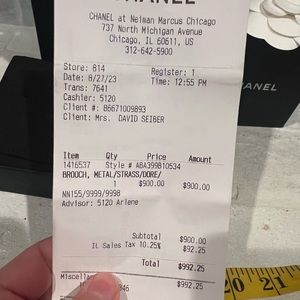 CHANEL
CHANEL at Neiman Marcus Chicago
737 North Michigan Avenue
Chicago, IL 60611, US
312-642-5900
Store: 814 Register: 1
Date: 8/27/23 Time: 12:55 PM
Trans: 7641
Cashier: 5120
Client #: 86671009893
Client: Mrs. DAVID SEIBER
Item Qty Price Amount
1416537 Style # ABA399B10534
BROOCH, METAL/STRASS/DORE/
1 $900.00 $900.00
NN155/9999/9998
Advisor: 5120 Arlene
Subtotal $900.00
IL Sales Tax 10.25% $92.25
Total $992.25
Miscellan
046 $992.25
CHANEL